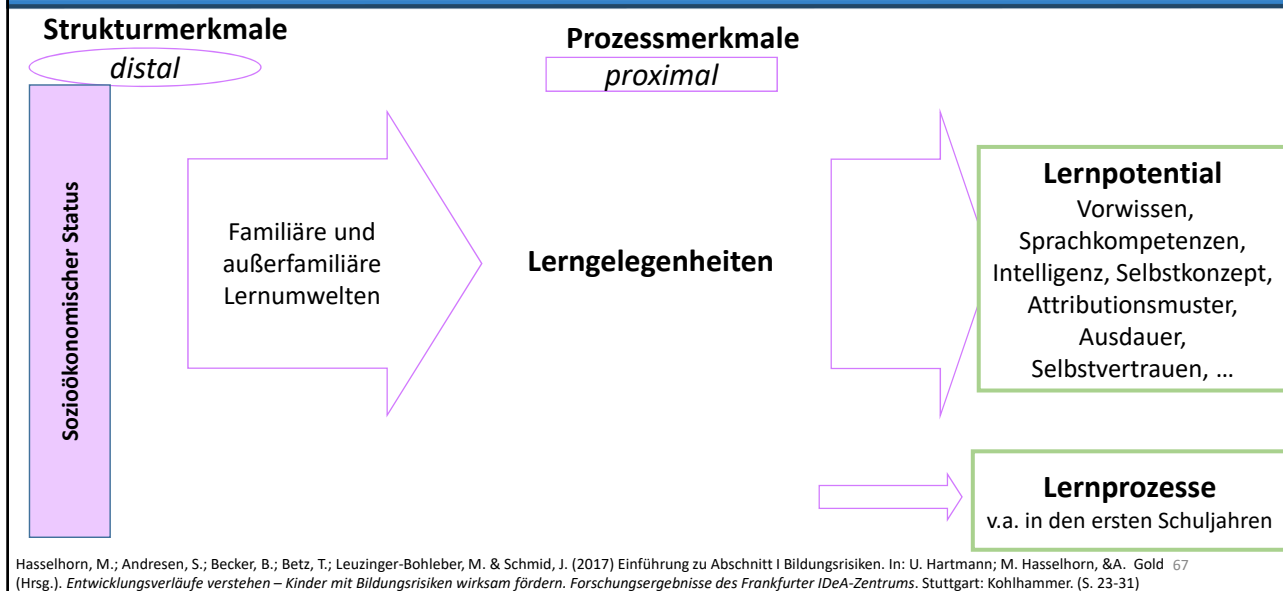 Strukturmerkmale
distal
Prozessmerkmale
proximal
Sozioökonomischer Status
Familiäre und
außerfamiliäre
Lernumwelten
Lerngelegenheiten
Lernpotential
Vorwissen,
Sprachkompetenzen,
Intelligenz, Selbstkonzept,
Attributionsmuster,
Ausdauer,
Selbstvertrauen, …
Lernprozesse
v.a. in den ersten Schuljahren
Hasselhorn, M.; Andresen, S.; Becker, B.; Betz, T.; Leuzinger-Bohleber, M. & Schmid, J. (2017) Einführung zu Abschnitt I Bildungsrisiken. In: U. Hartmann; M. Hasselhorn, &A. Gold 67
(Hrsg.). Entwicklungsverläufe verstehen – Kinder mit Bildungsrisiken wirksam fördern. Forschungsergebnisse des Frankfurter IDeA-Zentrums. Stuttgart: Kohlhammer. (S. 23-31)